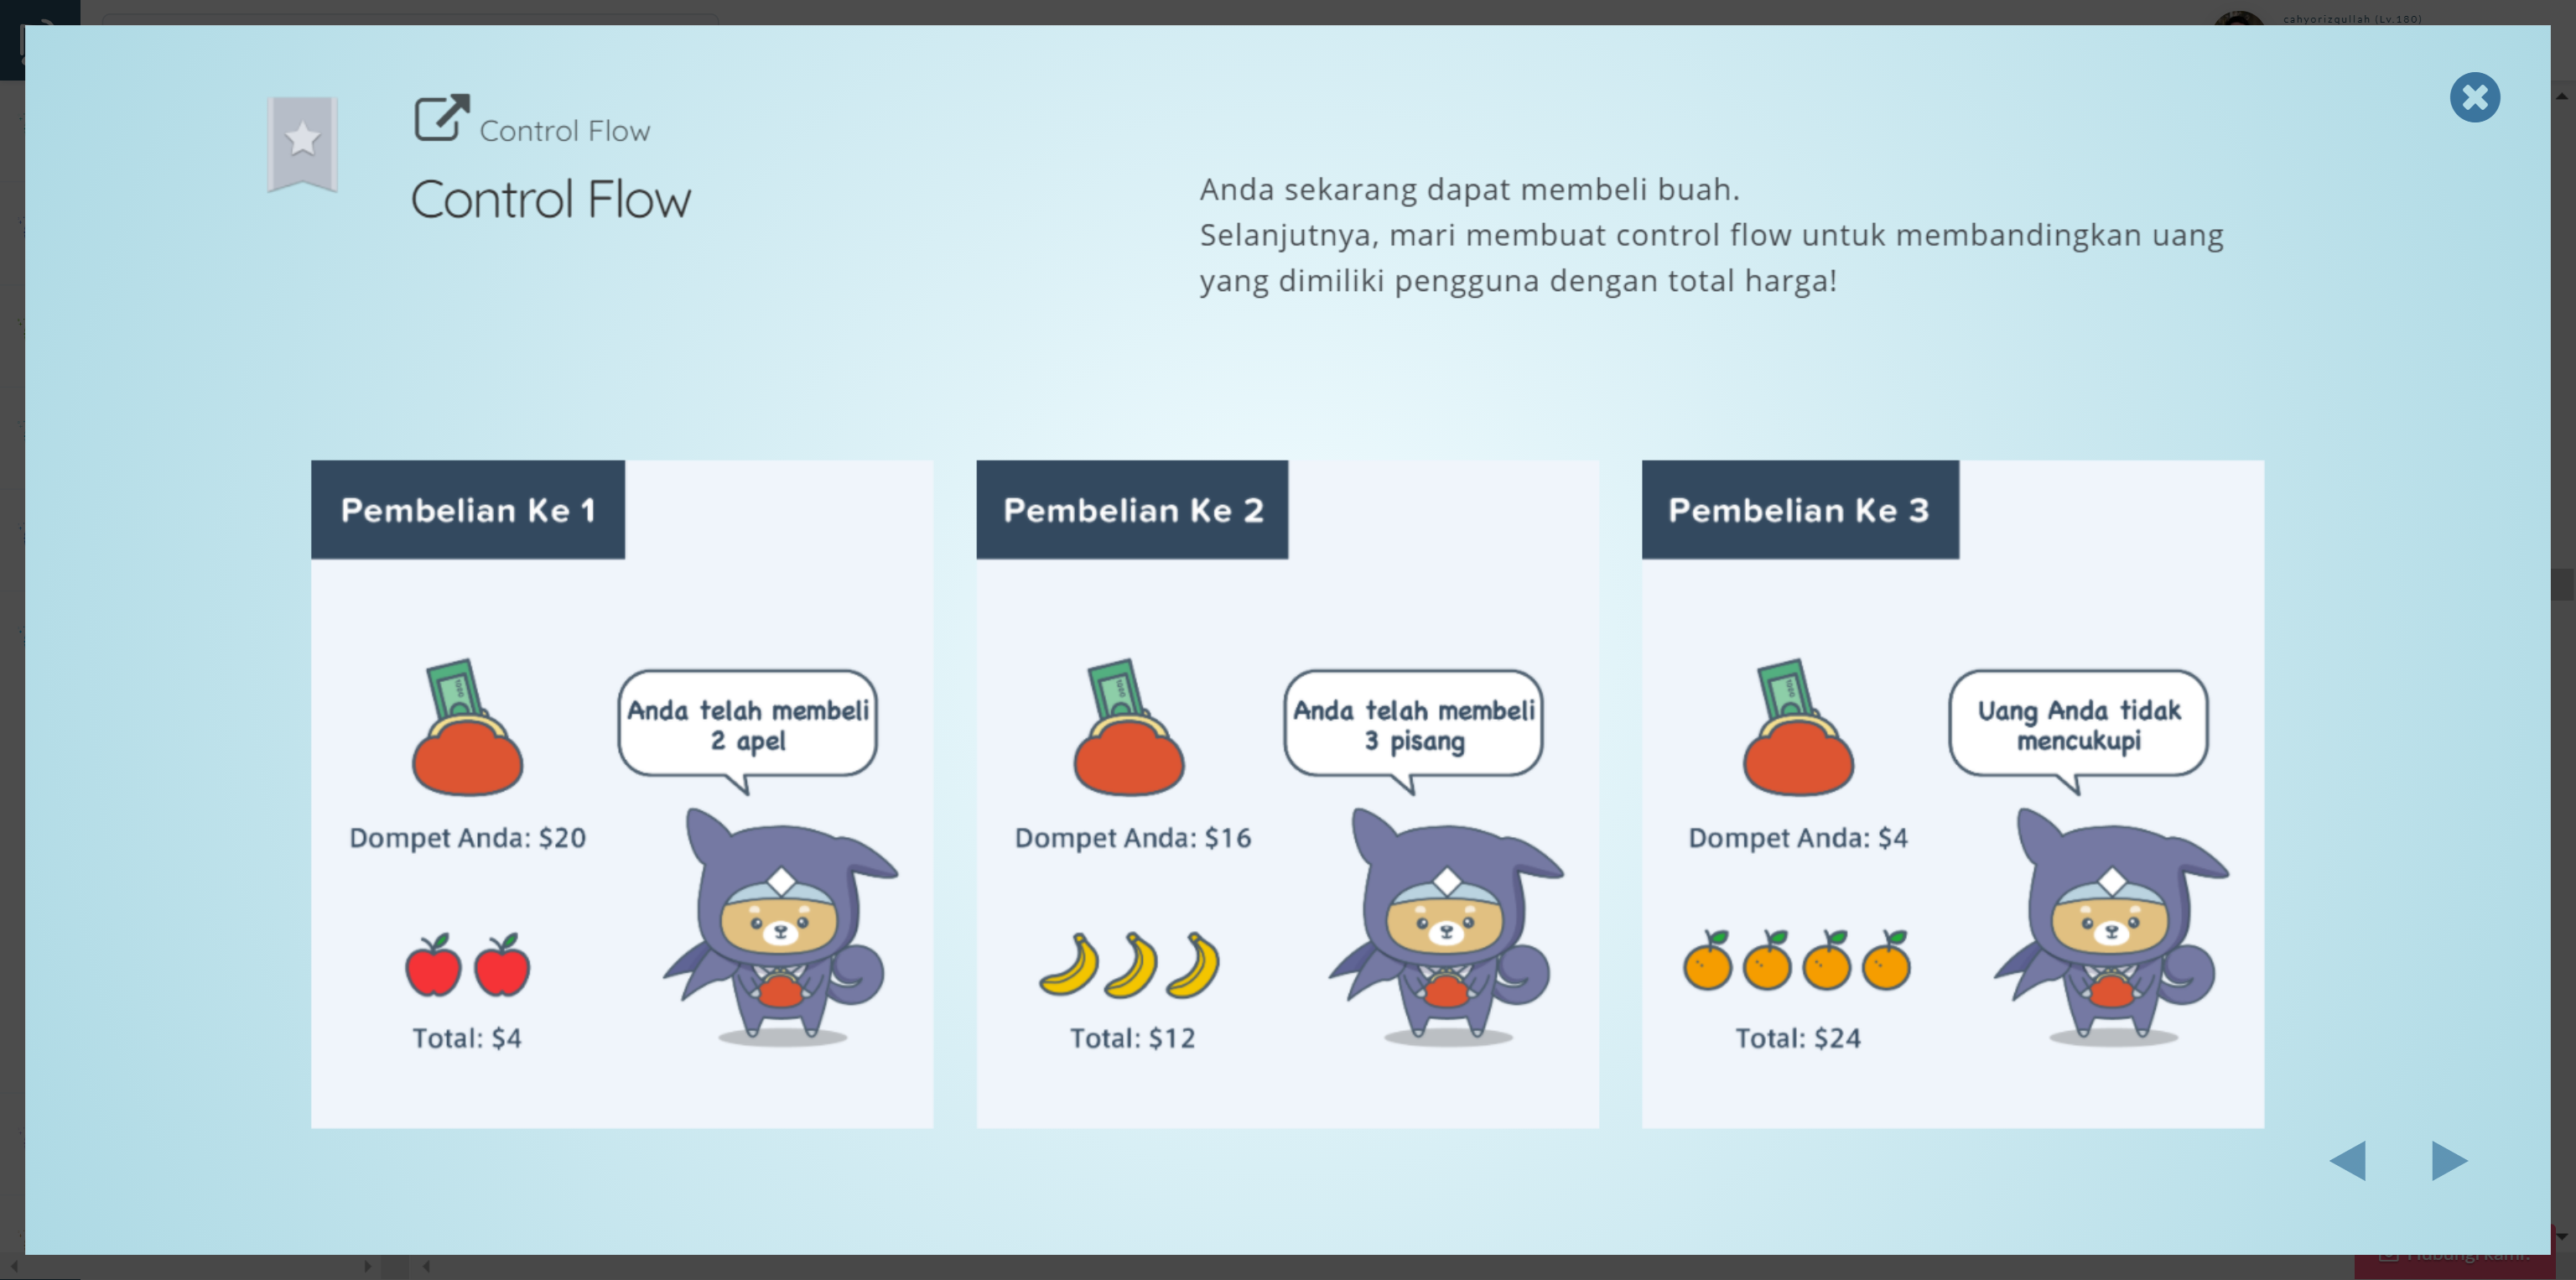 cahyorizqullah (Lv.180)
Control Flow
Control Flow
Anda sekarang dapat membeli buah.
Selanjutnya, mari membuat control flow untuk membandingkan uang
yang dimiliki pengguna dengan total harga!
Pembelian Ke 1
Anda telah membeli
2 apel
Dompet Anda: $20
Total: $4
Pembelian Ke 2
Anda telah membeli
3 pisang
Dompet Anda: $16
Total: $12
Pembelian Ke 3
Uang Anda tidak
mencukupi
Dompet Anda: $4
Total: $24